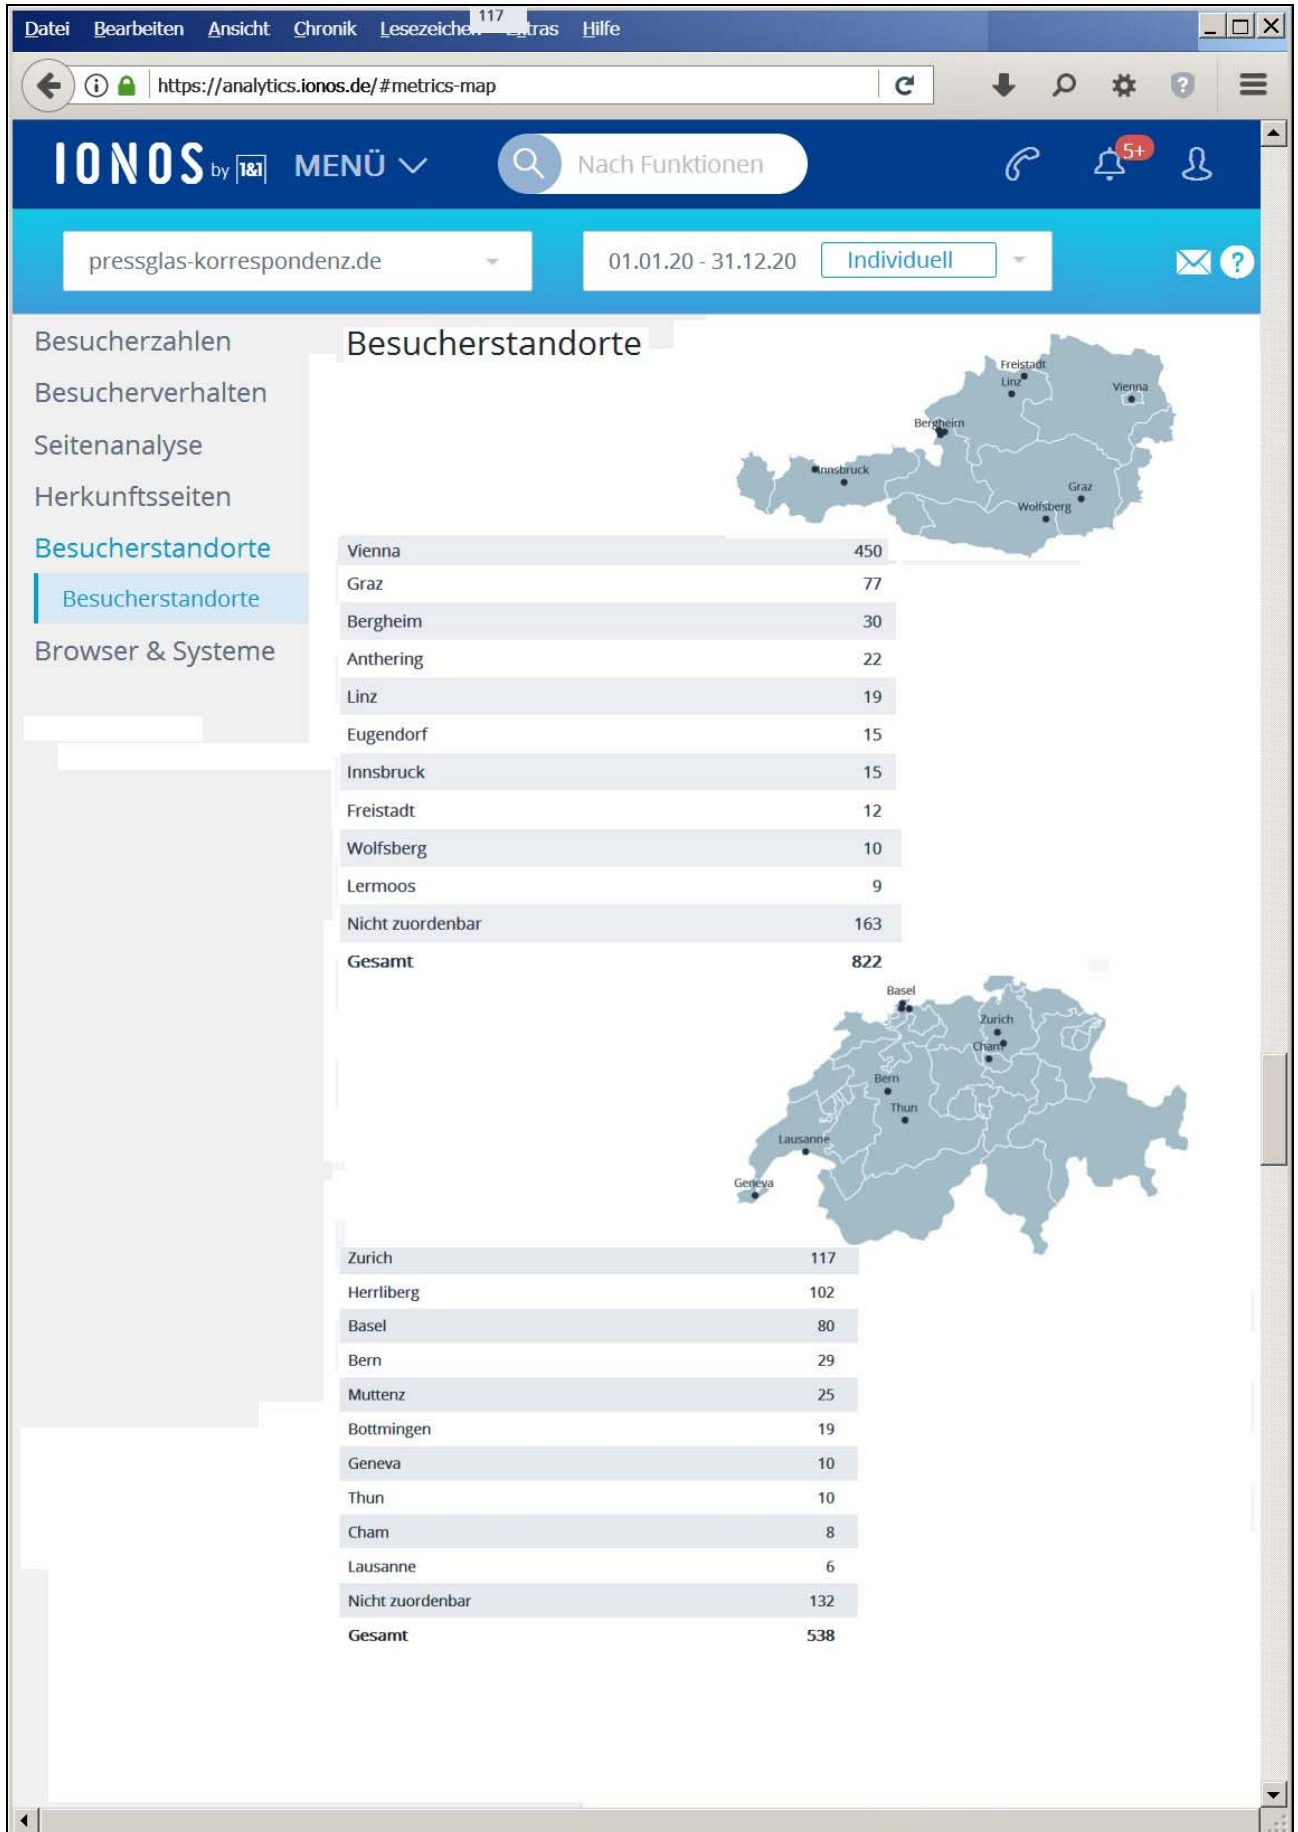 117
Datei Bearbeiten Ansicht Chronik Lesezeichen Extras Hilfe
https://analytics.ionos.de/#metrics-map
IONOS by 1&1 MENÜ Nach Funktionen 5+
pressglas-korrespondenz.de 01.01.20 - 31.12.20 Individuell ?
Besucherzahlen
Besucherverhalten
Seitenanalyse
Herkunftsseiten
Besucherstandorte
Besucherstandorte
Browser & Systeme
Besucherstandorte
Freistadt
Linz
Vienna
Bergheim
Innsbruck
Graz
Wolfsberg
Vienna 450
Graz 77
Bergheim 30
Anthering 22
Linz 19
Eugendorf 15
Innsbruck 15
Freistadt 12
Wolfsberg 10
Lermoos 9
Nicht zuordenbar 163
Gesamt 822
Basel
Zurich
Cham
Bern
Thun
Lausanne
Geneva
Zurich 117
Herrliberg 102
Basel 80
Bern 29
Muttenz 25
Bottmingen 19
Geneva 10
Thun 10
Cham 8
Lausanne 6
Nicht zuordenbar 132
Gesamt 538